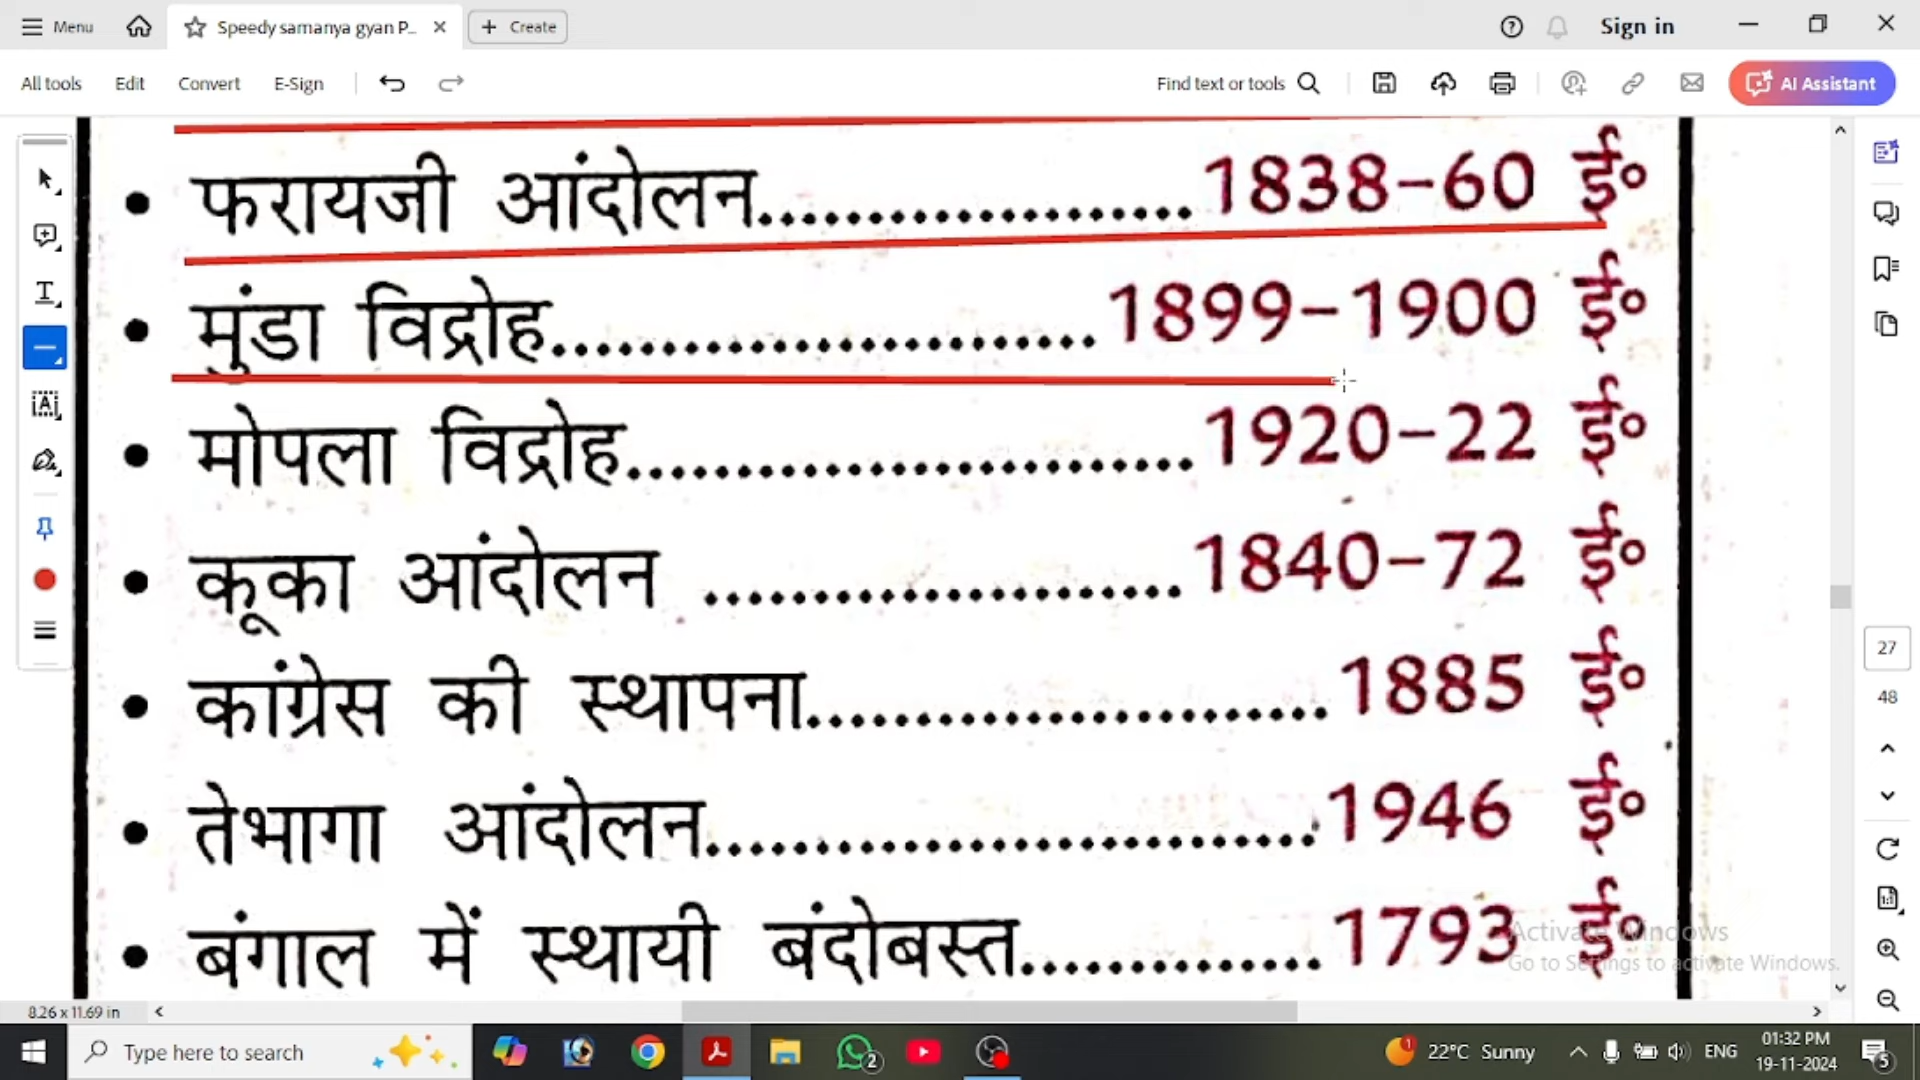 Menu
Speedy samanya gyan P...
Create
Sign in
All tools
Edit
Convert
E-Sign
Find text or tools
AI Assistant
• फरायजी आंदोलन....................1838-60 ई०
• मुंडा विद्रोह............................1899-1900 ई०
• मोपला विद्रोह.............................1920-22 ई०
• कूका आंदोलन ........................1840-72 ई०
• कांग्रेस की स्थापना...........................1885 ई०
• तेभागा आंदोलन...............................1946 ई०
• बंगाल में स्थायी बंदोबस्त................1793 ई०
Activate Windows
Go to Settings to activate Windows.
27
48
8.26 x 11.69 in
Type here to search
2
1
22°C Sunny
ENG
01:32 PM
19-11-2024
5